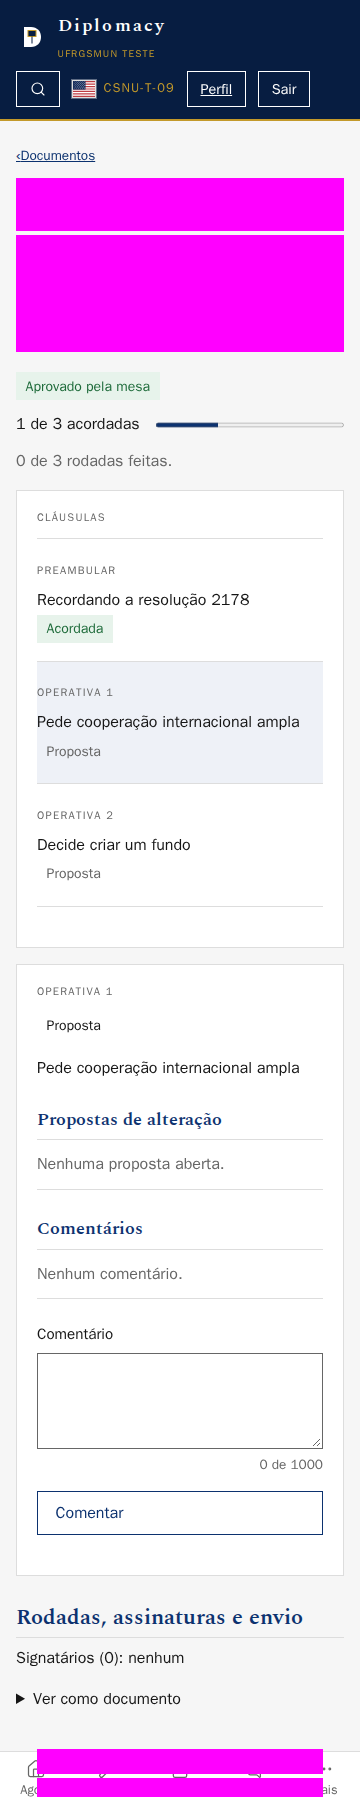 Diplomacy
UFRGSMUN TESTE
CSNU-T-09
Perfil
Sair
‹Documentos
Aprovado pela mesa
1 de 3 acordadas
0 de 3 rodadas feitas.
CLÁUSULAS
PREAMBULAR
Recordando a resolução 2178
Acordada
OPERATIVA 1
Pede cooperação internacional ampla
Proposta
OPERATIVA 2
Decide criar um fundo
Proposta
OPERATIVA 1
Proposta
Pede cooperação internacional ampla
Propostas de alteração
Nenhuma proposta aberta.
Comentários
Nenhum comentário.
Comentário
0 de 1000
Comentar
Rodadas, assinaturas e envio
Signatários (0): nenhum
Ver como documento